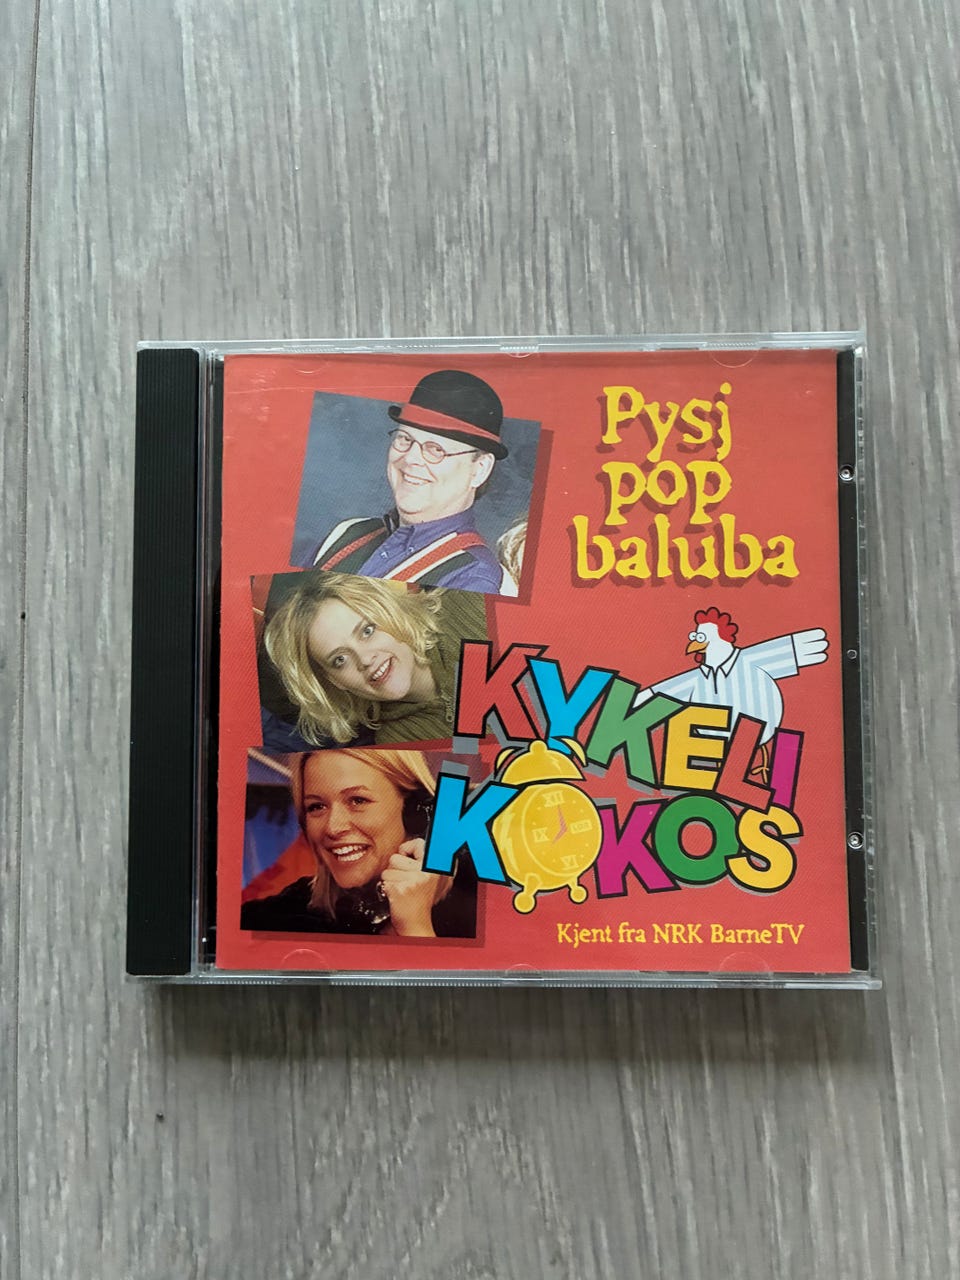 Pysj
pop
baluba
KYKELI
KOKOS
Kjent fra NRK BarneTV